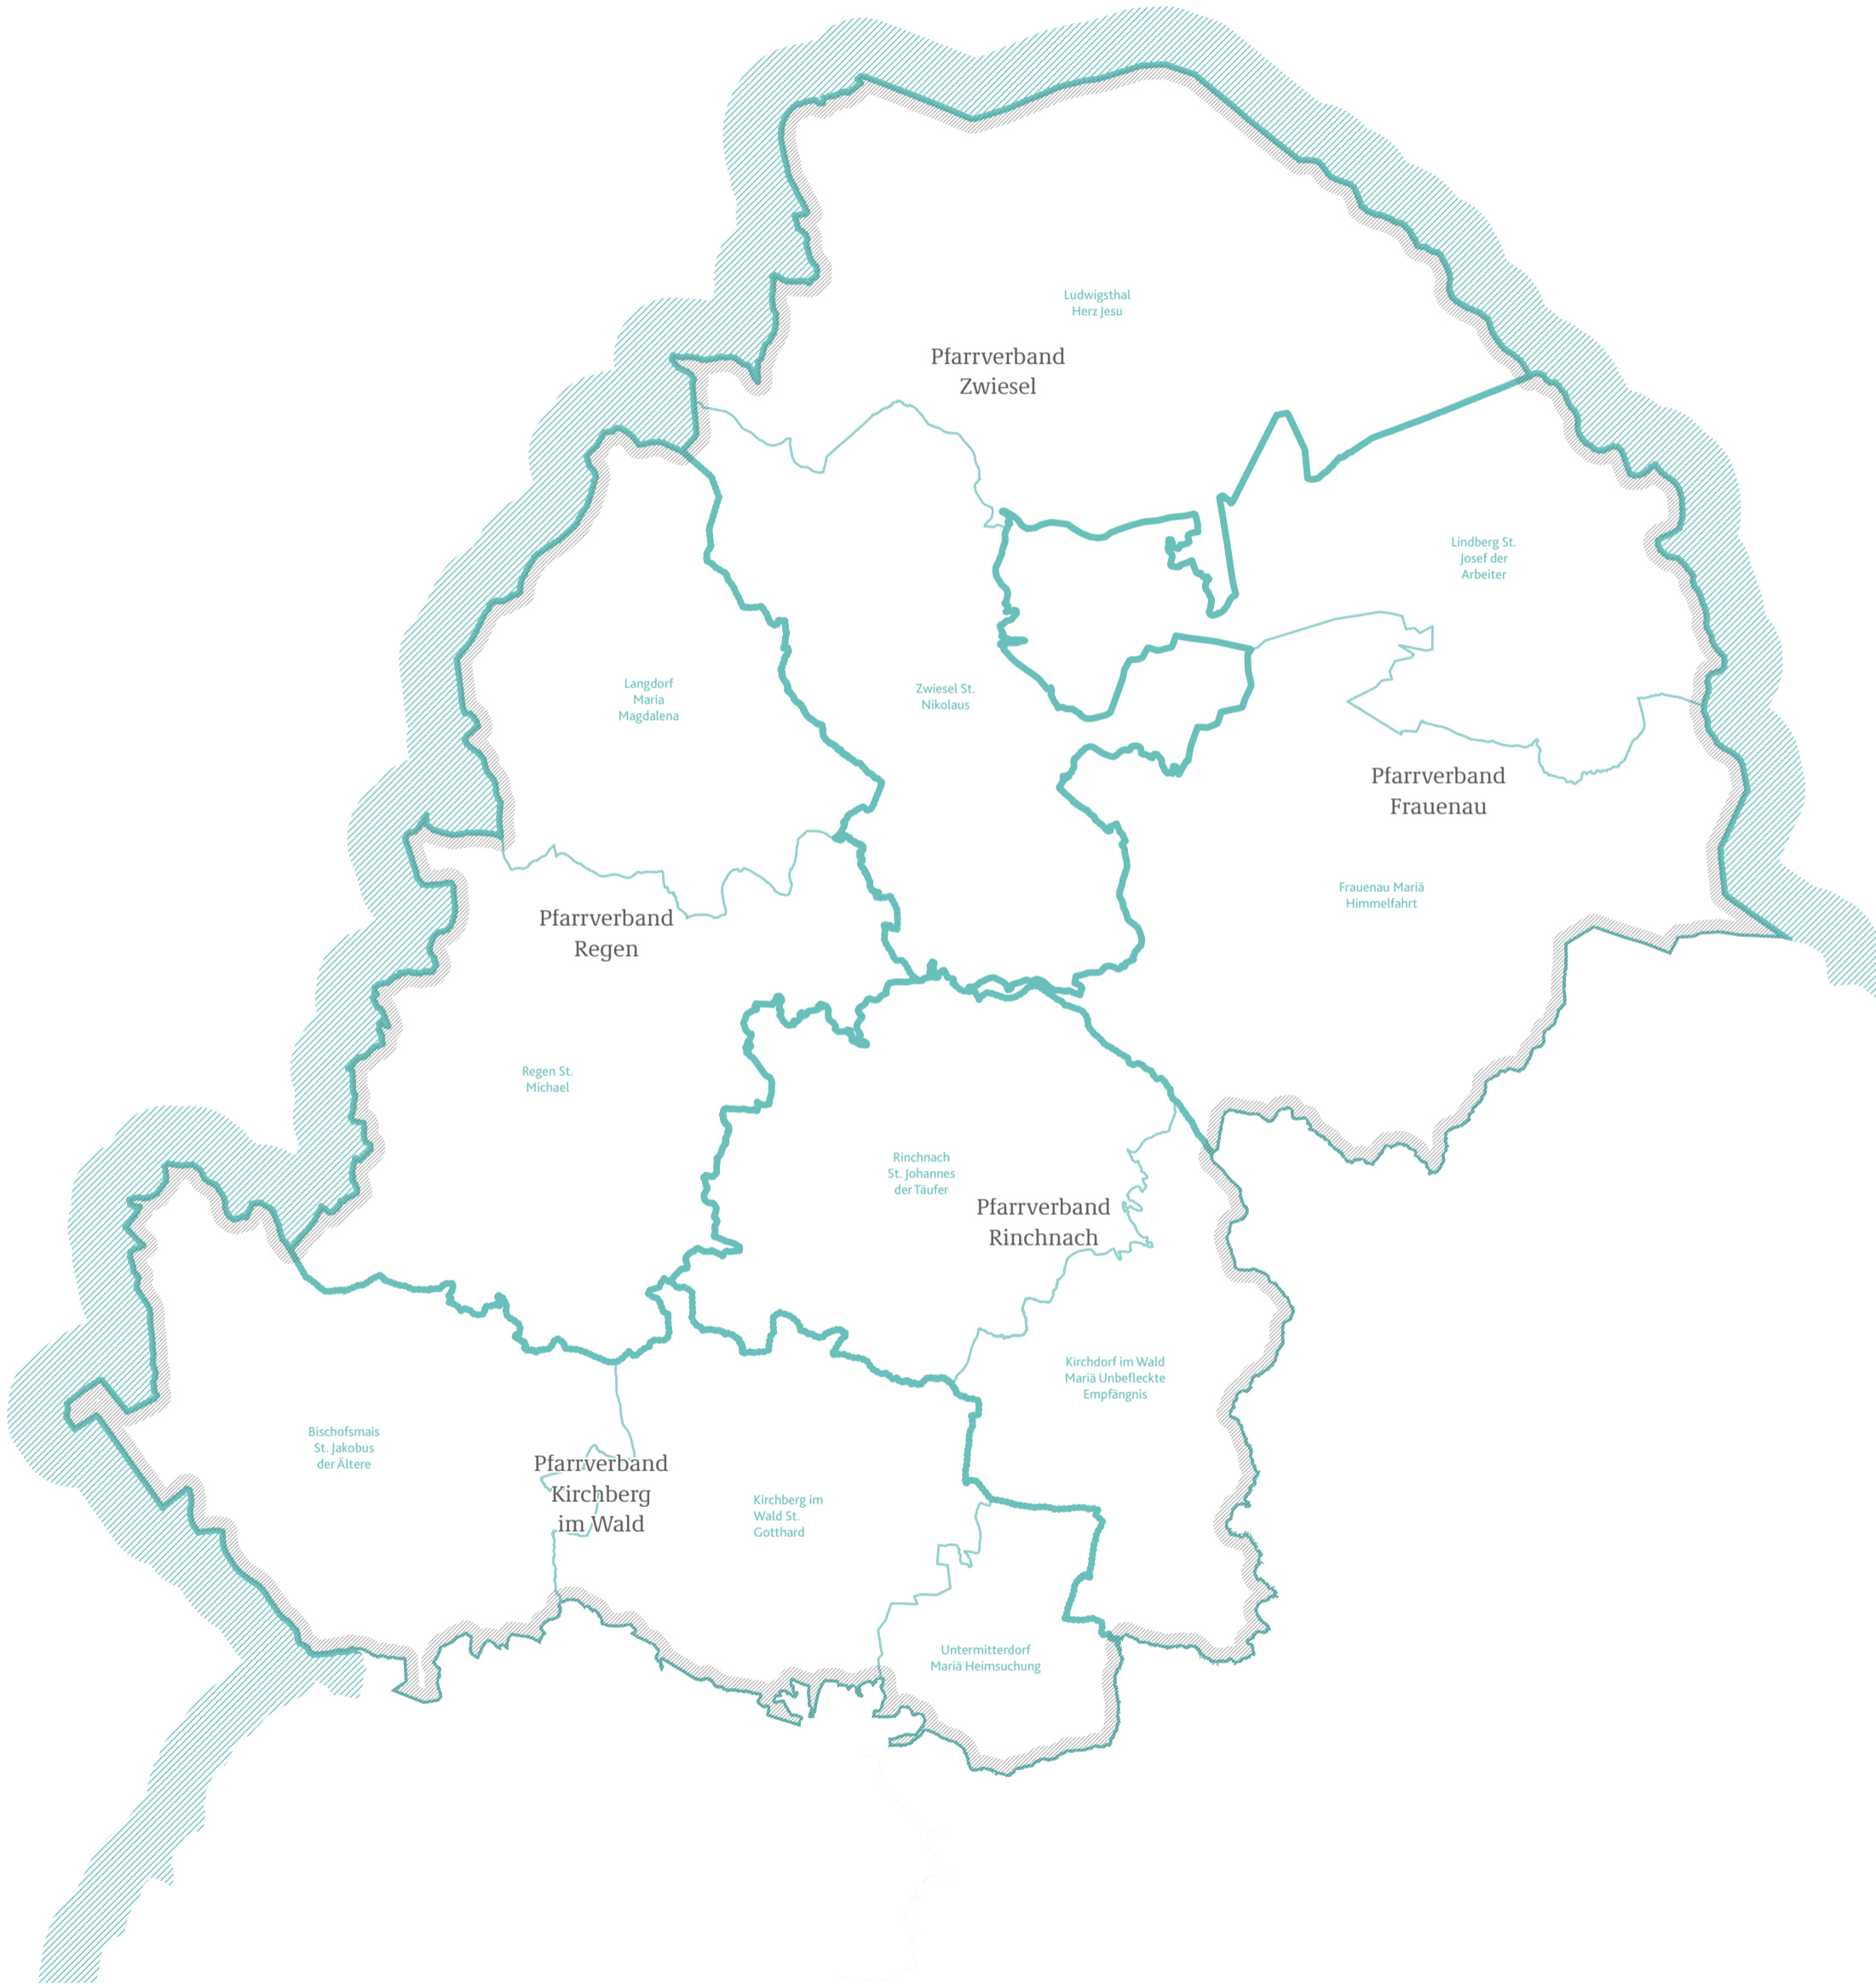 Ludwigsthal
Herz Jesu
Pfarrverband
Zwiesel
Lindberg St.
Josef der
Arbeiter
Langdorf
Maria
Magdalena
Zwiesel St.
Nikolaus
Pfarrverband
Frauenau
Frauenau Mariä
Himmelfahrt
Pfarrverband
Regen
Regen St.
Michael
Rinchnach
St. Johannes
der Täufer
Pfarrverband
Rinchnach
Kirchdorf im Wald
Mariä Unbefleckte
Empfängnis
Bischofsmais
St. Jakobus
der Ältere
Pfarrverband
Kirchberg
im Wald
Kirchberg im
Wald St.
Gotthard
Untermitterdorf
Mariä Heimsuchung